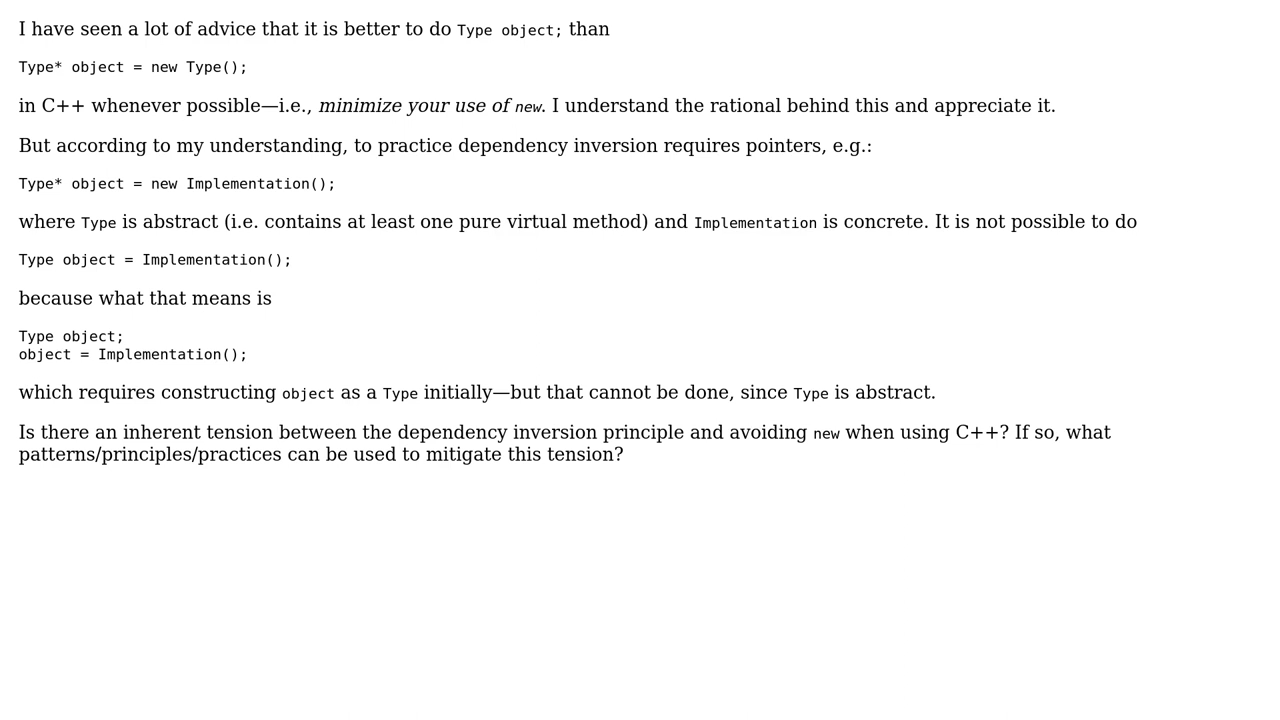 I have seen a lot of advice that it is better to do Type object; than
Type* object = new Type();
in C++ whenever possible—i.e., minimize your use of new. I understand the rational behind this and appreciate it.
But according to my understanding, to practice dependency inversion requires pointers, e.g.:
Type* object = new Implementation();
where Type is abstract (i.e. contains at least one pure virtual method) and Implementation is concrete. It is not possible to do
Type object = Implementation();
because what that means is
Type object;
object = Implementation();
which requires constructing object as a Type initially—but that cannot be done, since Type is abstract.
Is there an inherent tension between the dependency inversion principle and avoiding new when using C++? If so, what
patterns/principles/practices can be used to mitigate this tension?